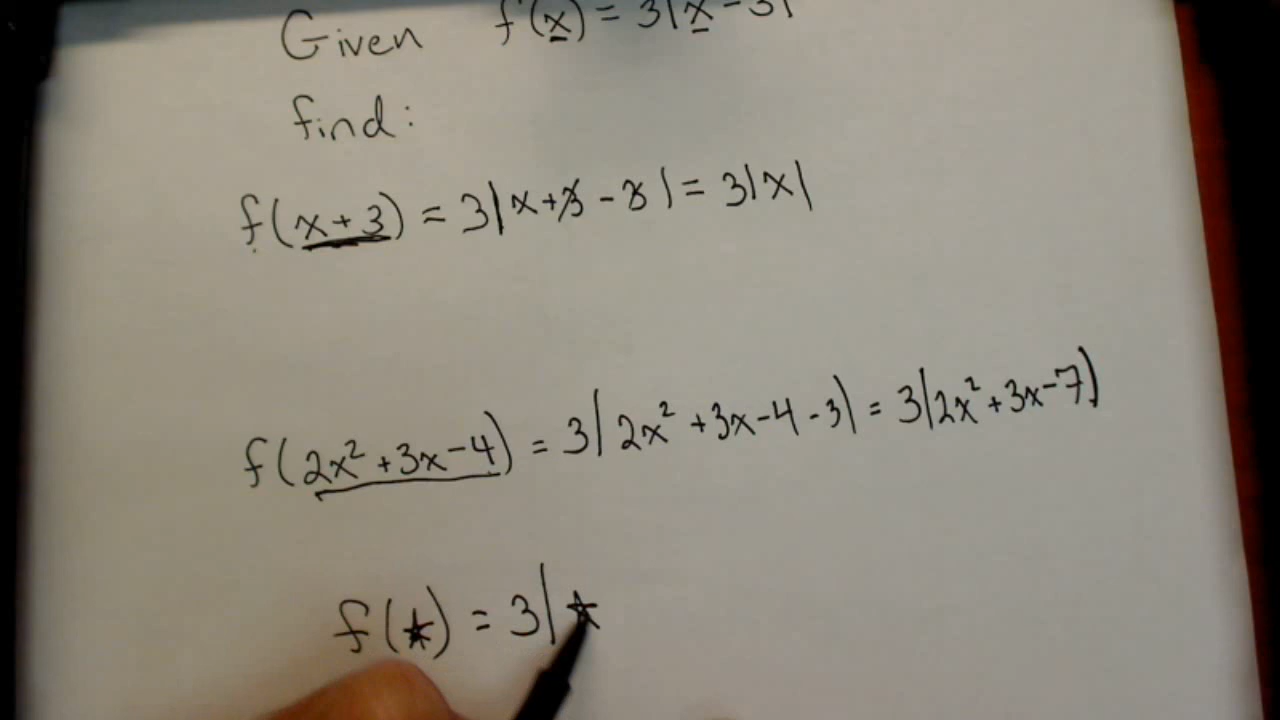 Given f(x) = 3|x-3|
find:
f(x+3) = 3|x+3-3| = 3|x|
f(2x²+3x-4) = 3|2x²+3x-4-3| = 3|2x²+3x-7|
f(★) = 3|★